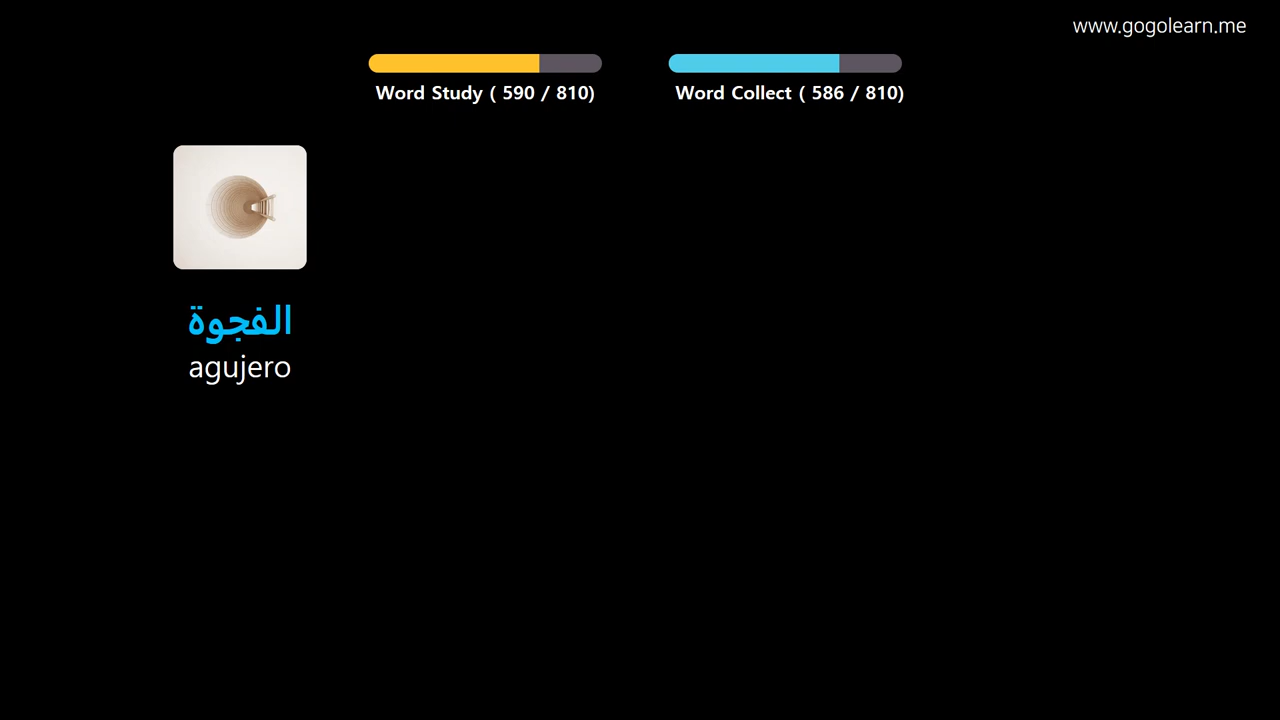 www.gogolearn.me
Word Study ( 590 / 810)
Word Collect ( 586 / 810)
الفجوة
agujero